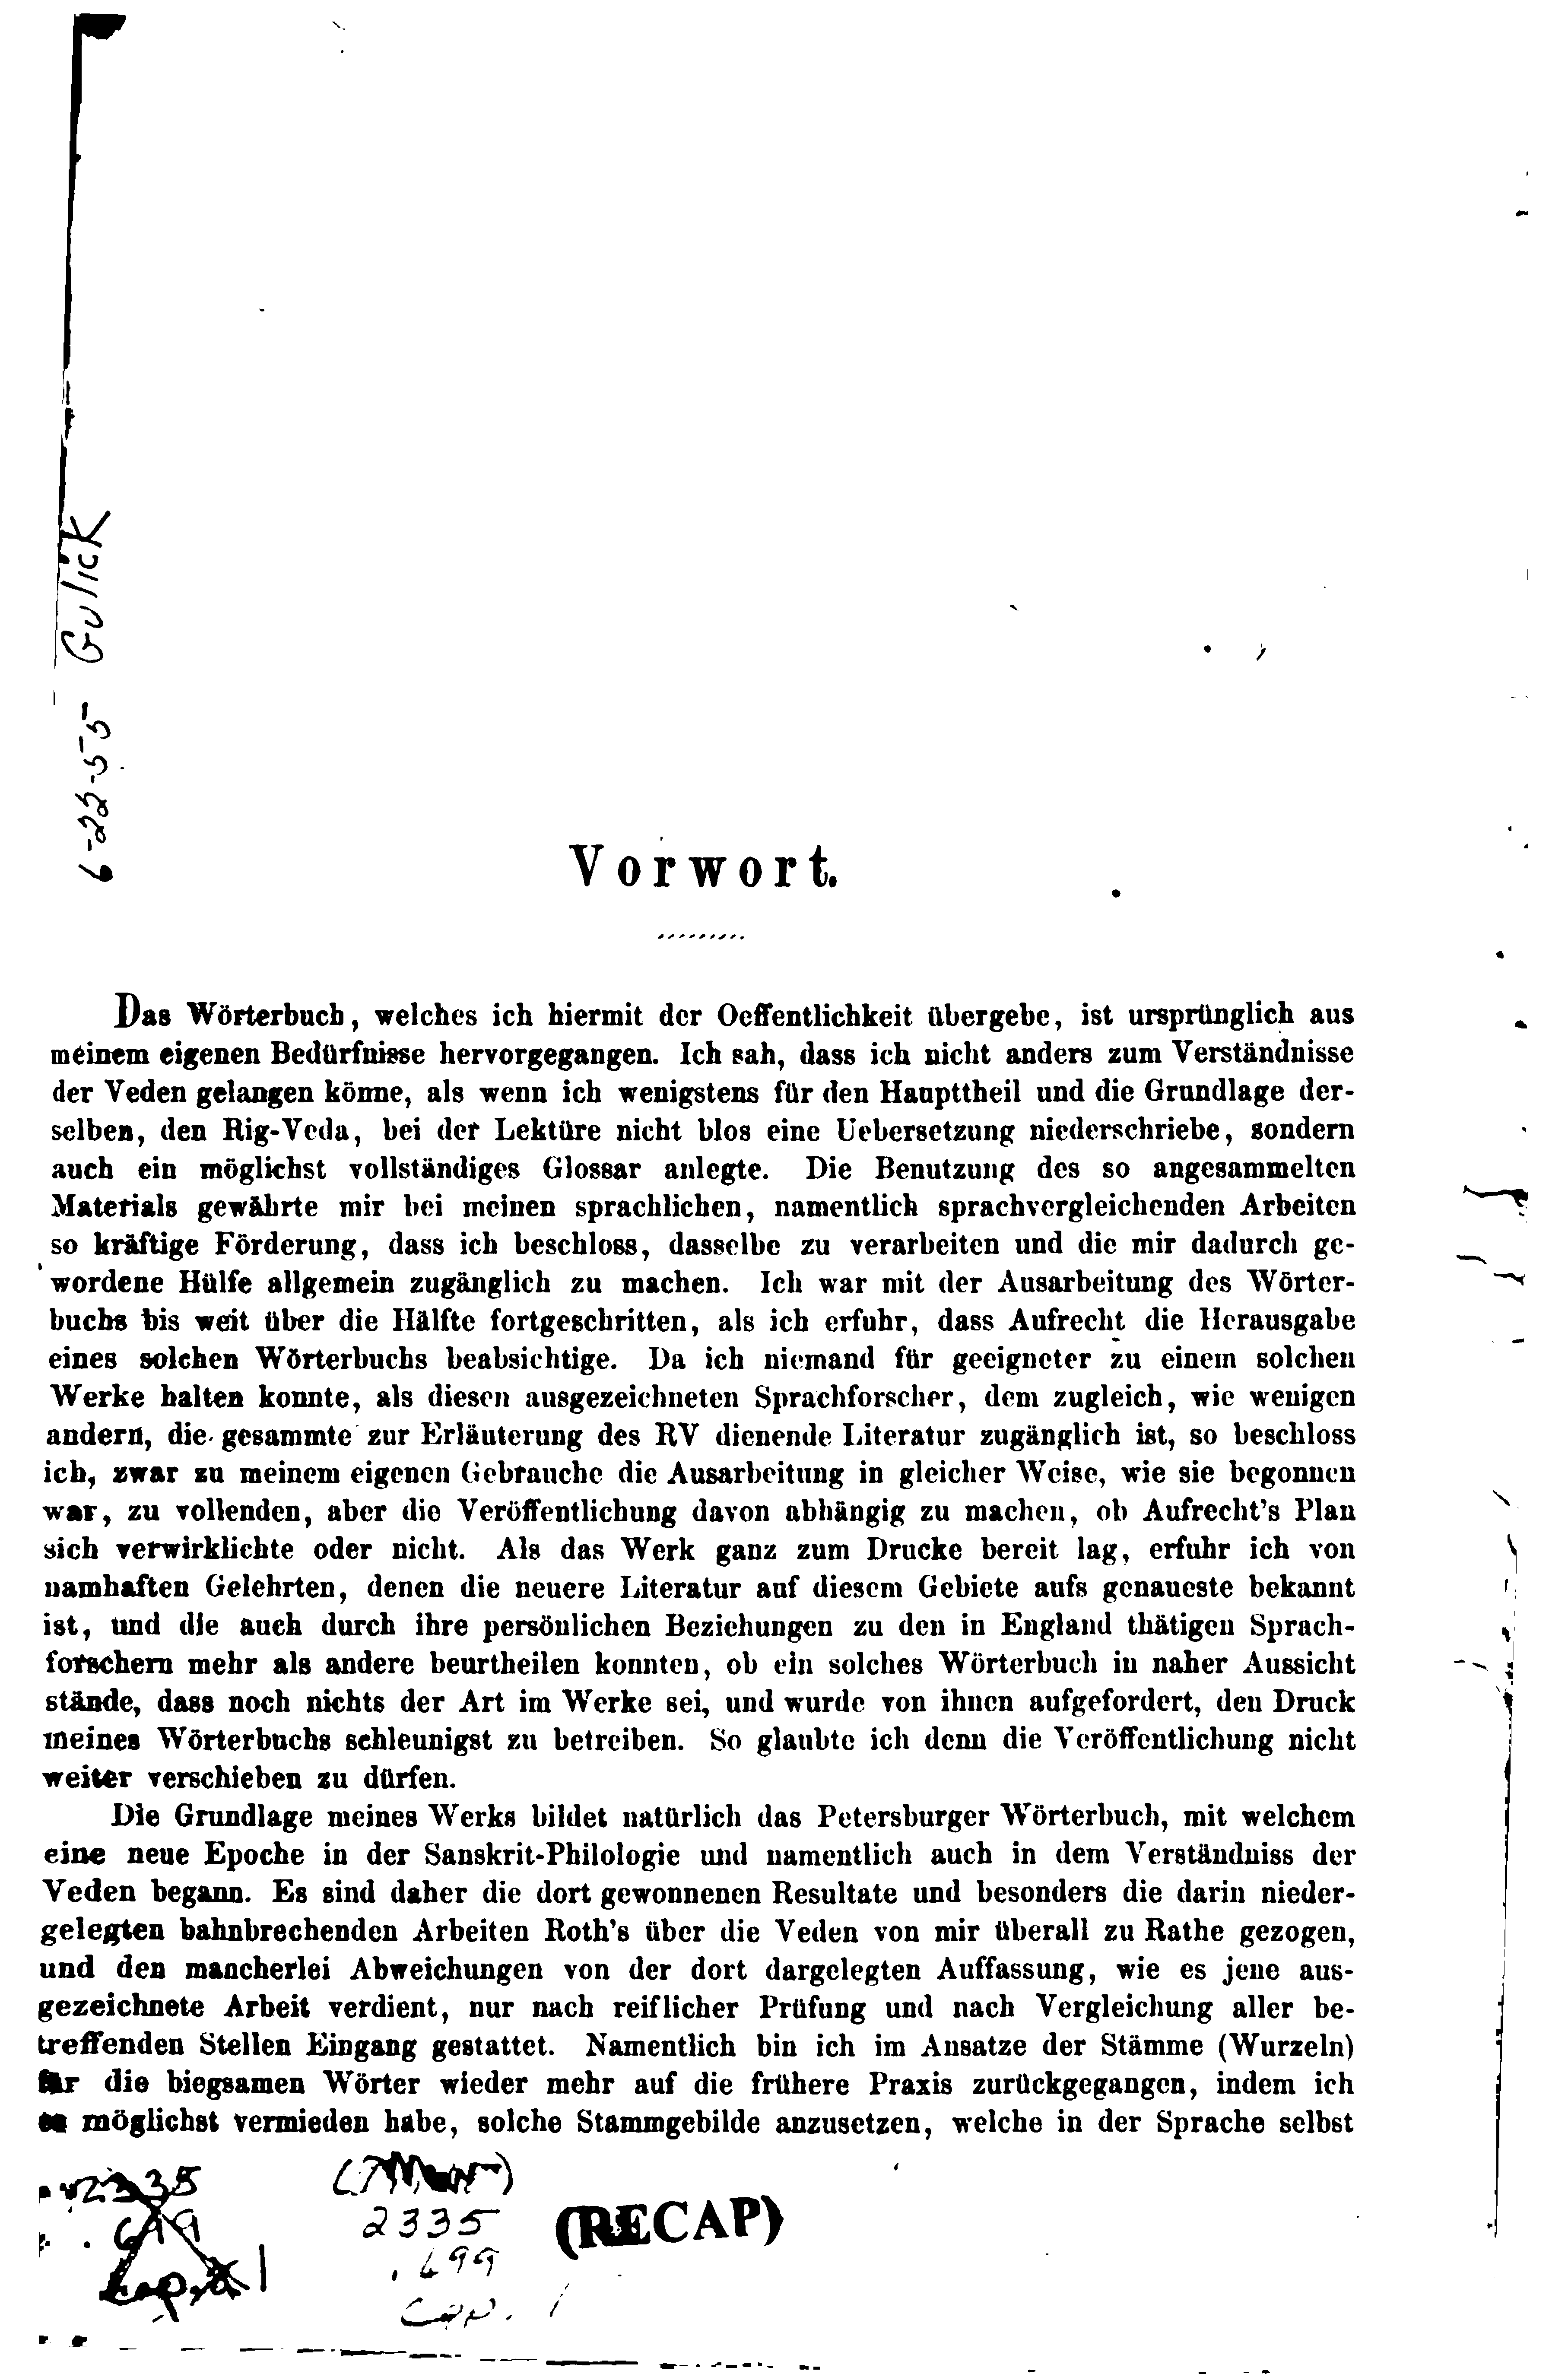 6-22-55 Gulick
Vorwort.
Das Wörterbuch, welches ich hiermit der Oeffentlichkeit übergebe, ist ursprünglich aus
meinem eigenen Bedürfnisse hervorgegangen. Ich sah, dass ich nicht anders zum Verständnisse
der Veden gelangen könne, als wenn ich wenigstens für den Haupttheil und die Grundlage der-
selben, den Rig-Veda, bei der Lektüre nicht blos eine Uebersetzung niederschriebe, sondern
auch ein möglichst vollständiges Glossar anlegte. Die Benutzung des so angesammelten
Materials gewährte mir bei meinen sprachlichen, namentlich sprachvergleichenden Arbeiten
so kräftige Förderung, dass ich beschloss, dasselbe zu verarbeiten und die mir dadurch ge-
wordene Hülfe allgemein zugänglich zu machen. Ich war mit der Ausarbeitung des Wörter-
buchs bis weit über die Hälfte fortgeschritten, als ich erfuhr, dass Aufrecht die Herausgabe
eines solchen Wörterbuchs beabsichtige. Da ich niemand für geeigneter zu einem solchen
Werke halten konnte, als diesen ausgezeichneten Sprachforscher, dem zugleich, wie wenigen
andern, die gesammte zur Erläuterung des RV dienende Literatur zugänglich ist, so beschloss
ich, zwar zu meinem eigenen Gebrauche die Ausarbeitung in gleicher Weise, wie sie begonnen
war, zu vollenden, aber die Veröffentlichung davon abhängig zu machen, ob Aufrecht's Plan
sich verwirklichte oder nicht. Als das Werk ganz zum Drucke bereit lag, erfuhr ich von
namhaften Gelehrten, denen die neuere Literatur auf diesem Gebiete aufs genaueste bekannt
ist, und die auch durch ihre persönlichen Beziehungen zu den in England thätigen Sprach-
forschern mehr als andere beurtheilen konnten, ob ein solches Wörterbuch in naher Aussicht
stände, dass noch nichts der Art im Werke sei, und wurde von ihnen aufgefordert, den Druck
meines Wörterbuchs schleunigst zu betreiben. So glaubte ich denn die Veröffentlichung nicht
weiter verschieben zu dürfen.
Die Grundlage meines Werks bildet natürlich das Petersburger Wörterbuch, mit welchem
eine neue Epoche in der Sanskrit-Philologie und namentlich auch in dem Verständniss der
Veden begann. Es sind daher die dort gewonnenen Resultate und besonders die darin nieder-
gelegten bahnbrechenden Arbeiten Roth's über die Veden von mir überall zu Rathe gezogen,
und den mancherlei Abweichungen von der dort dargelegten Auffassung, wie es jene aus-
gezeichnete Arbeit verdient, nur nach reiflicher Prüfung und nach Vergleichung aller be-
treffenden Stellen Eingang gestattet. Namentlich bin ich im Ansatze der Stämme (Wurzeln)
für die biegsamen Wörter wieder mehr auf die frühere Praxis zurückgegangen, indem ich
es möglichst vermieden habe, solche Stammgebilde anzusetzen, welche in der Sprache selbst
2335
.699
2335
.699
cop. 1
(RECAP)